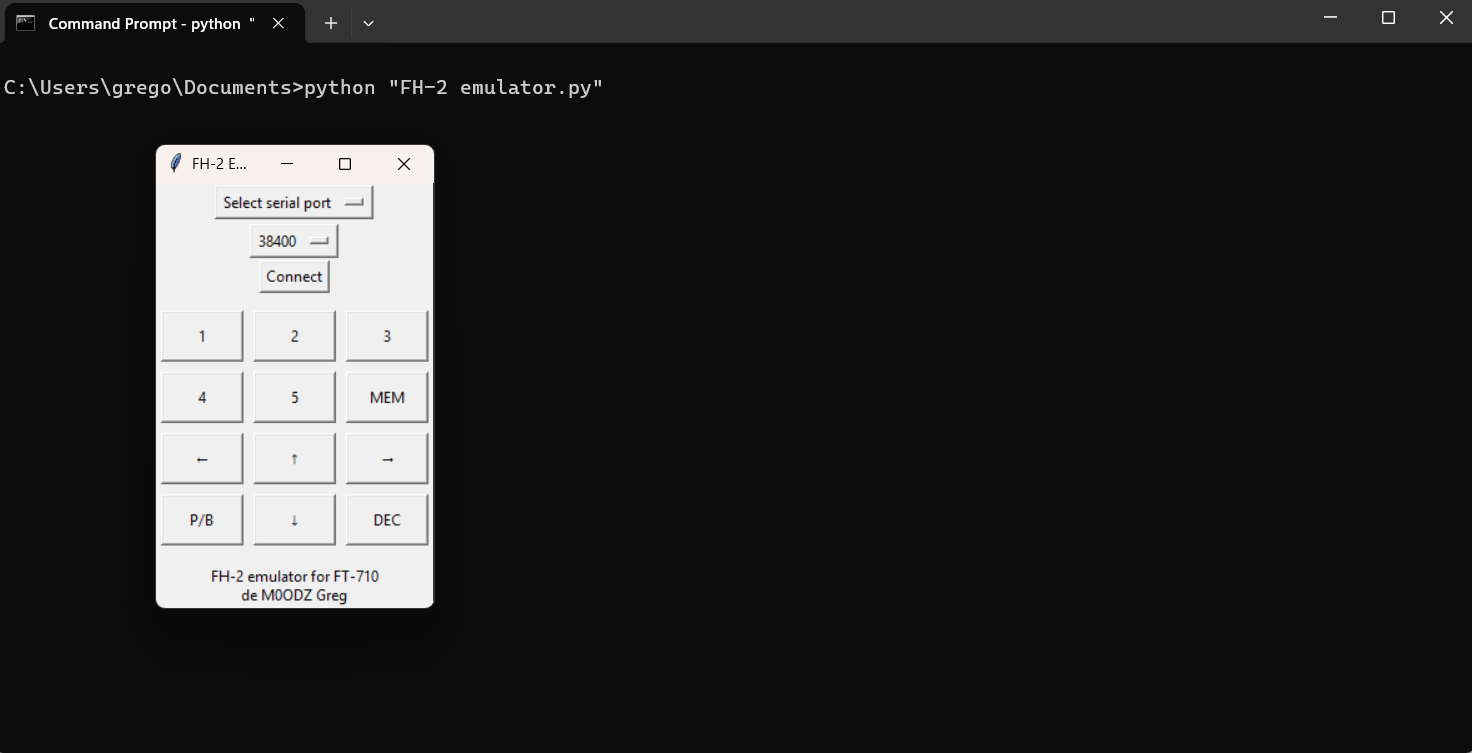 Command Prompt - python "
C:\Users\grego\Documents>python "FH-2 emulator.py"
FH-2 E...
Select serial port
38400
Connect
1 2 3
4 5 MEM
← ↑ →
P/B ↓ DEC
FH-2 emulator for FT-710
de M0ODZ Greg